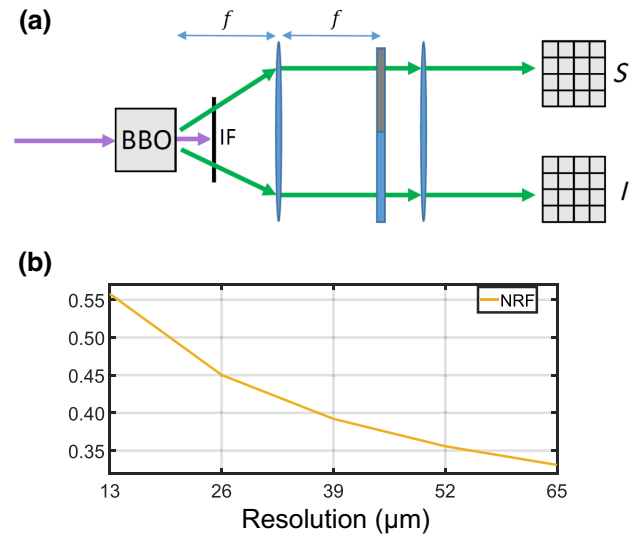 (a)
f
f
BBO
IF
S
I
(b)
NRF
0.55
0.50
0.45
0.40
0.35
13
26
39
52
65
Resolution (μm)